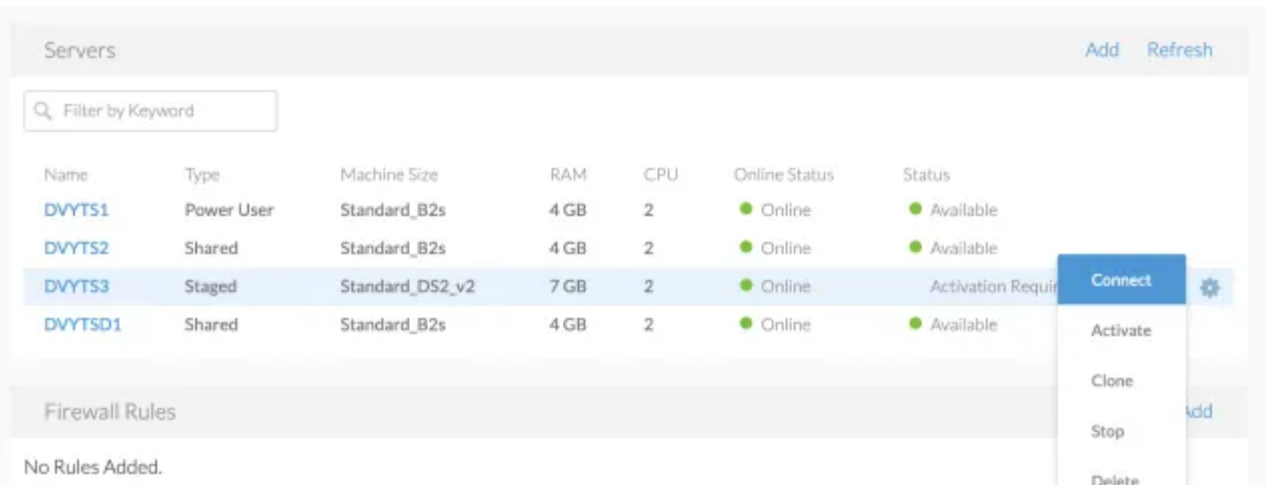 Servers Add Refresh
Filter by Keyword
Name Type Machine Size RAM CPU Online Status Status
DVYTS1 Power User Standard_B2s 4 GB 2 Online Available
DVYTS2 Shared Standard_B2s 4 GB 2 Online Available
DVYTS3 Staged Standard_DS2_v2 7 GB 2 Online Activation Requir Connect
DVYTSD1 Shared Standard_B2s 4 GB 2 Online Available
Activate
Clone
Firewall Rules Add
Stop
No Rules Added.
Delete